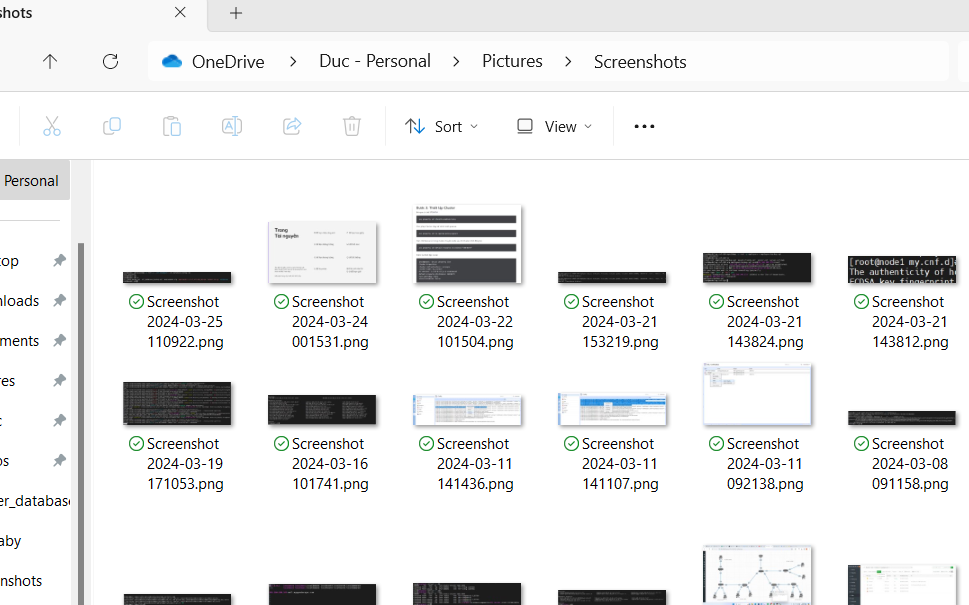 shots
OneDrive > Duc - Personal > Pictures > Screenshots
Sort
View
Personal
top
nloads
ments
res
c
os
er_database
aby
nshots
Trong
Tài nguyên
[root@node1 my.cnf.d]
The authenticity of h
ECDSA key fingerprint
Screenshot
2024-03-25
110922.png
Screenshot
2024-03-24
001531.png
Screenshot
2024-03-22
101504.png
Screenshot
2024-03-21
153219.png
Screenshot
2024-03-21
143824.png
Screenshot
2024-03-21
143812.png
Screenshot
2024-03-19
171053.png
Screenshot
2024-03-16
101741.png
Screenshot
2024-03-11
141436.png
Screenshot
2024-03-11
141107.png
Screenshot
2024-03-11
092138.png
Screenshot
2024-03-08
091158.png